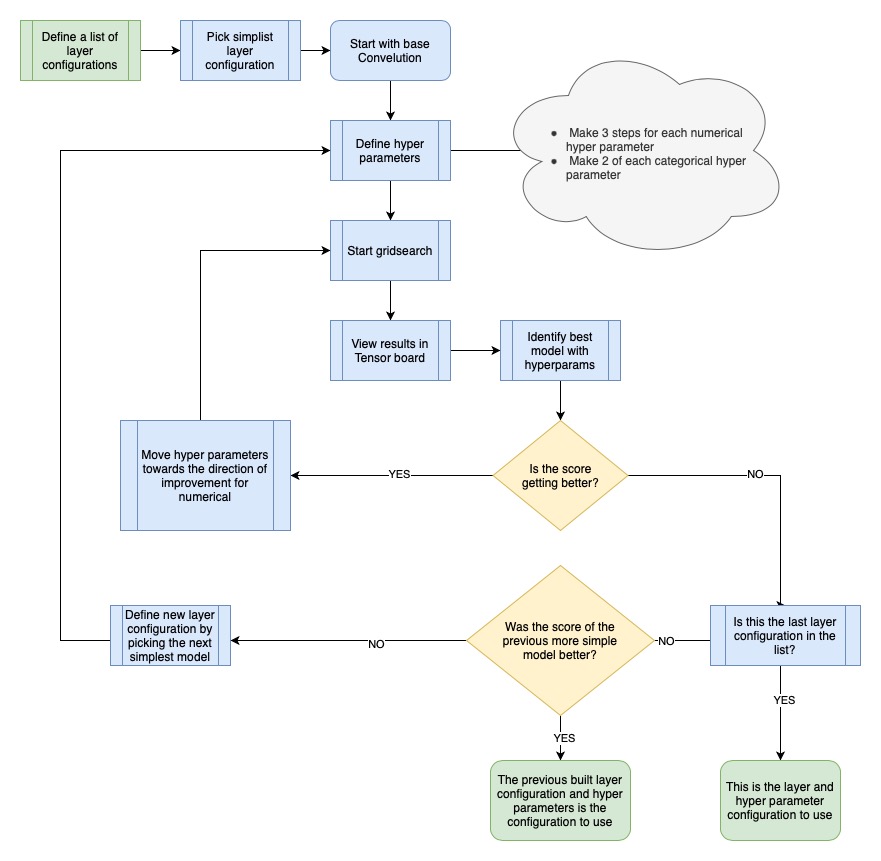 Define a list of
layer
configurations
Pick simplist
layer
configuration
Start with base
Convelution
Define hyper
parameters
● Make 3 steps for each numerical
hyper parameter
● Make 2 of each categorical hyper
parameter
Start gridsearch
View results in
Tensor board
Identify best
model with
hyperparams
Is the score
getting better?
YES
NO
Move hyper parameters
towards the direction of
improvement for
numerical
Is this the last layer
configuration in the
list?
NO
YES
Was the score of the
previous more simple
model better?
NO
YES
Define new layer
configuration by
picking the next
simplest model
The previous built layer
configuration and hyper
parameters is the
configuration to use
This is the layer and
hyper parameter
configuration to use